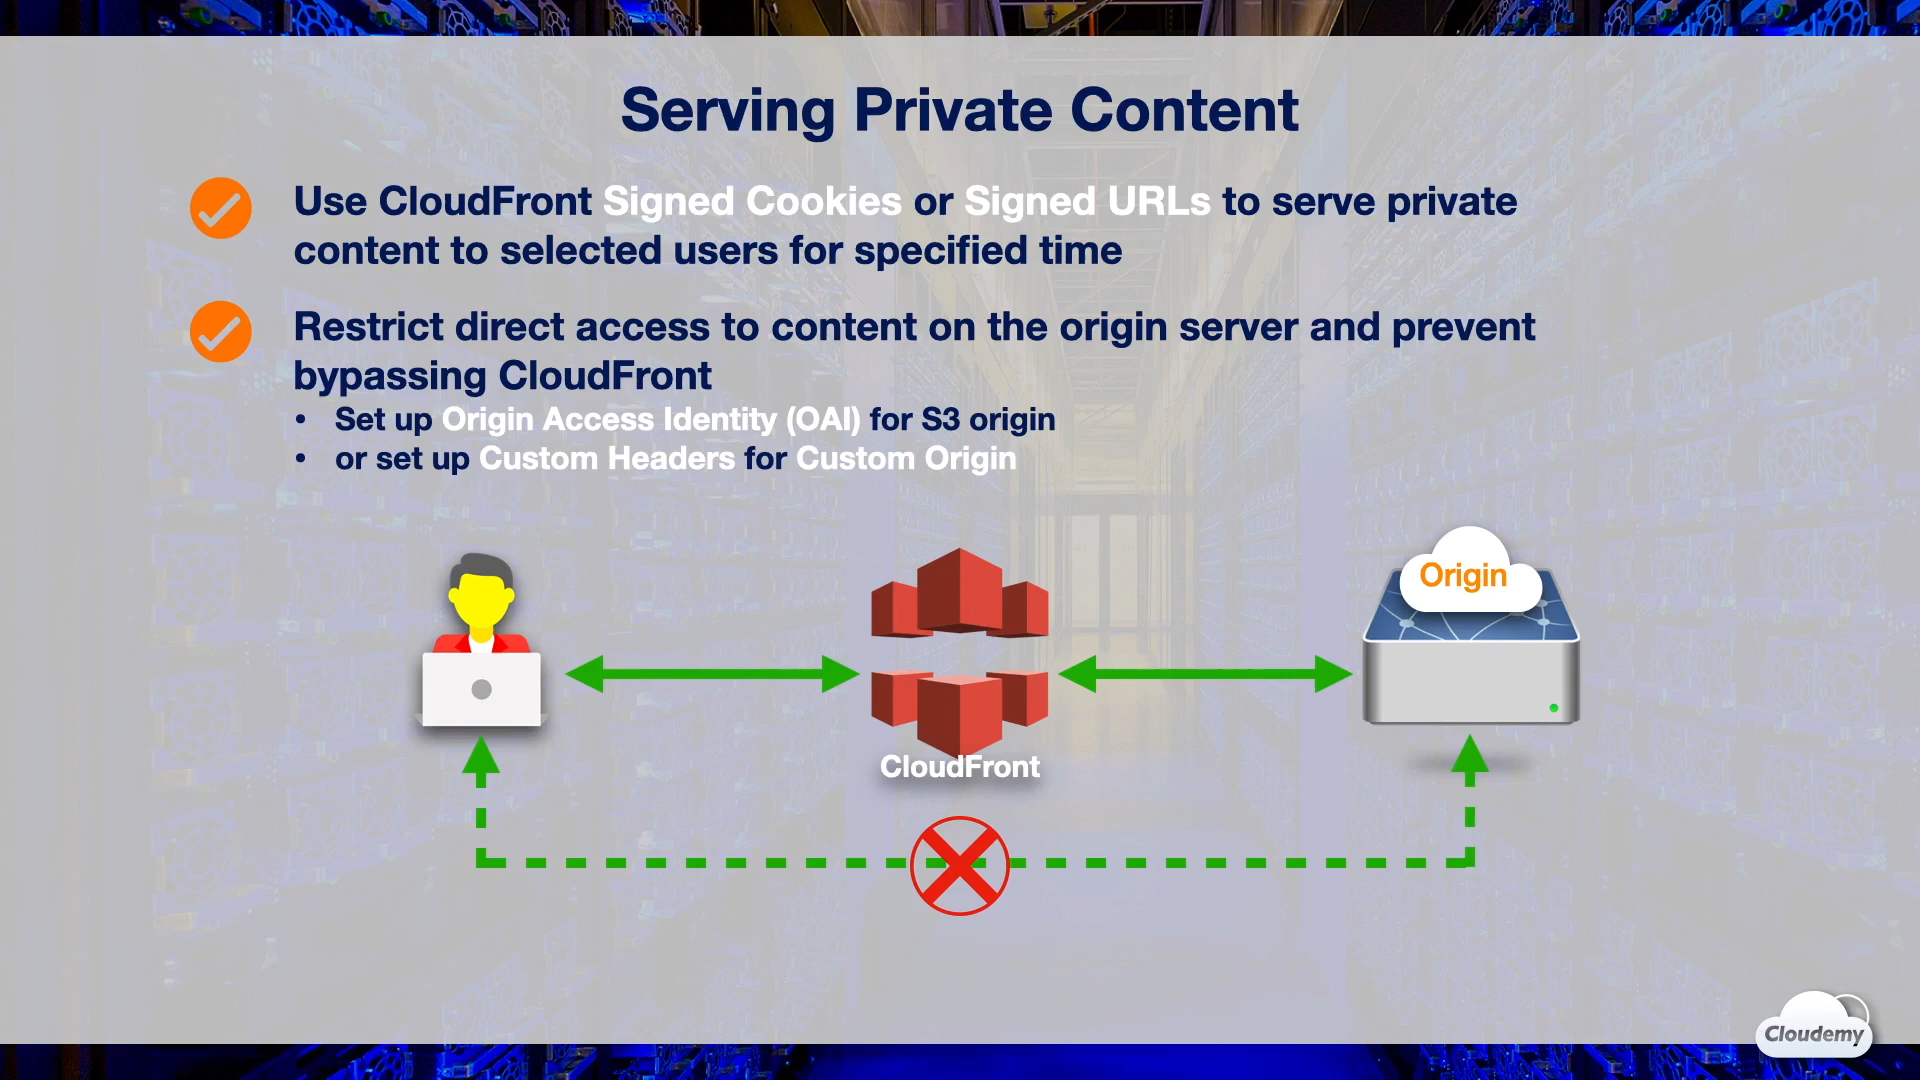 Serving Private Content
Use CloudFront Signed Cookies or Signed URLs to serve private
content to selected users for specified time
Restrict direct access to content on the origin server and prevent
bypassing CloudFront
• Set up Origin Access Identity (OAI) for S3 origin
• or set up Custom Headers for Custom Origin
Origin
CloudFront
Cloudemy